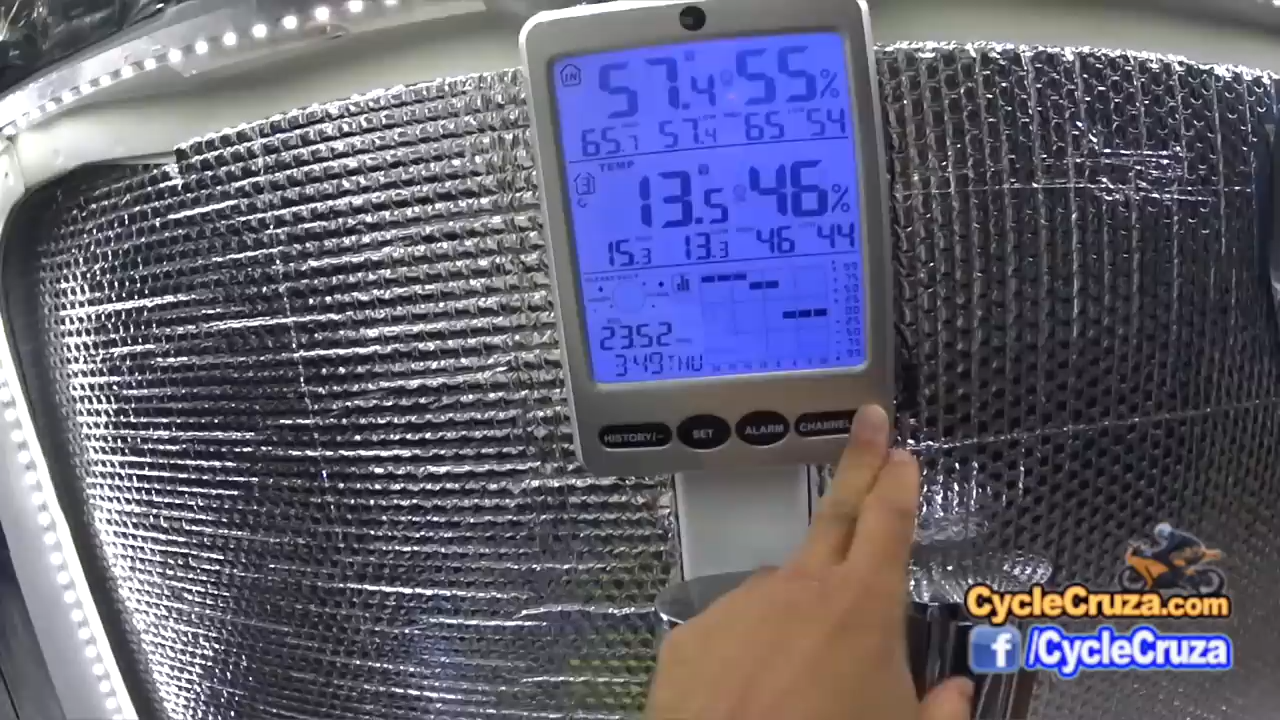 IN 57.4 55%
65.7 57.4 65 54
TEMP
3 13.5 46%
15.3 13.3 46 44
23.52
3:49 THU
HISTORY/- SET ALARM CHANNEL
CycleCruza.com
f /CycleCruza